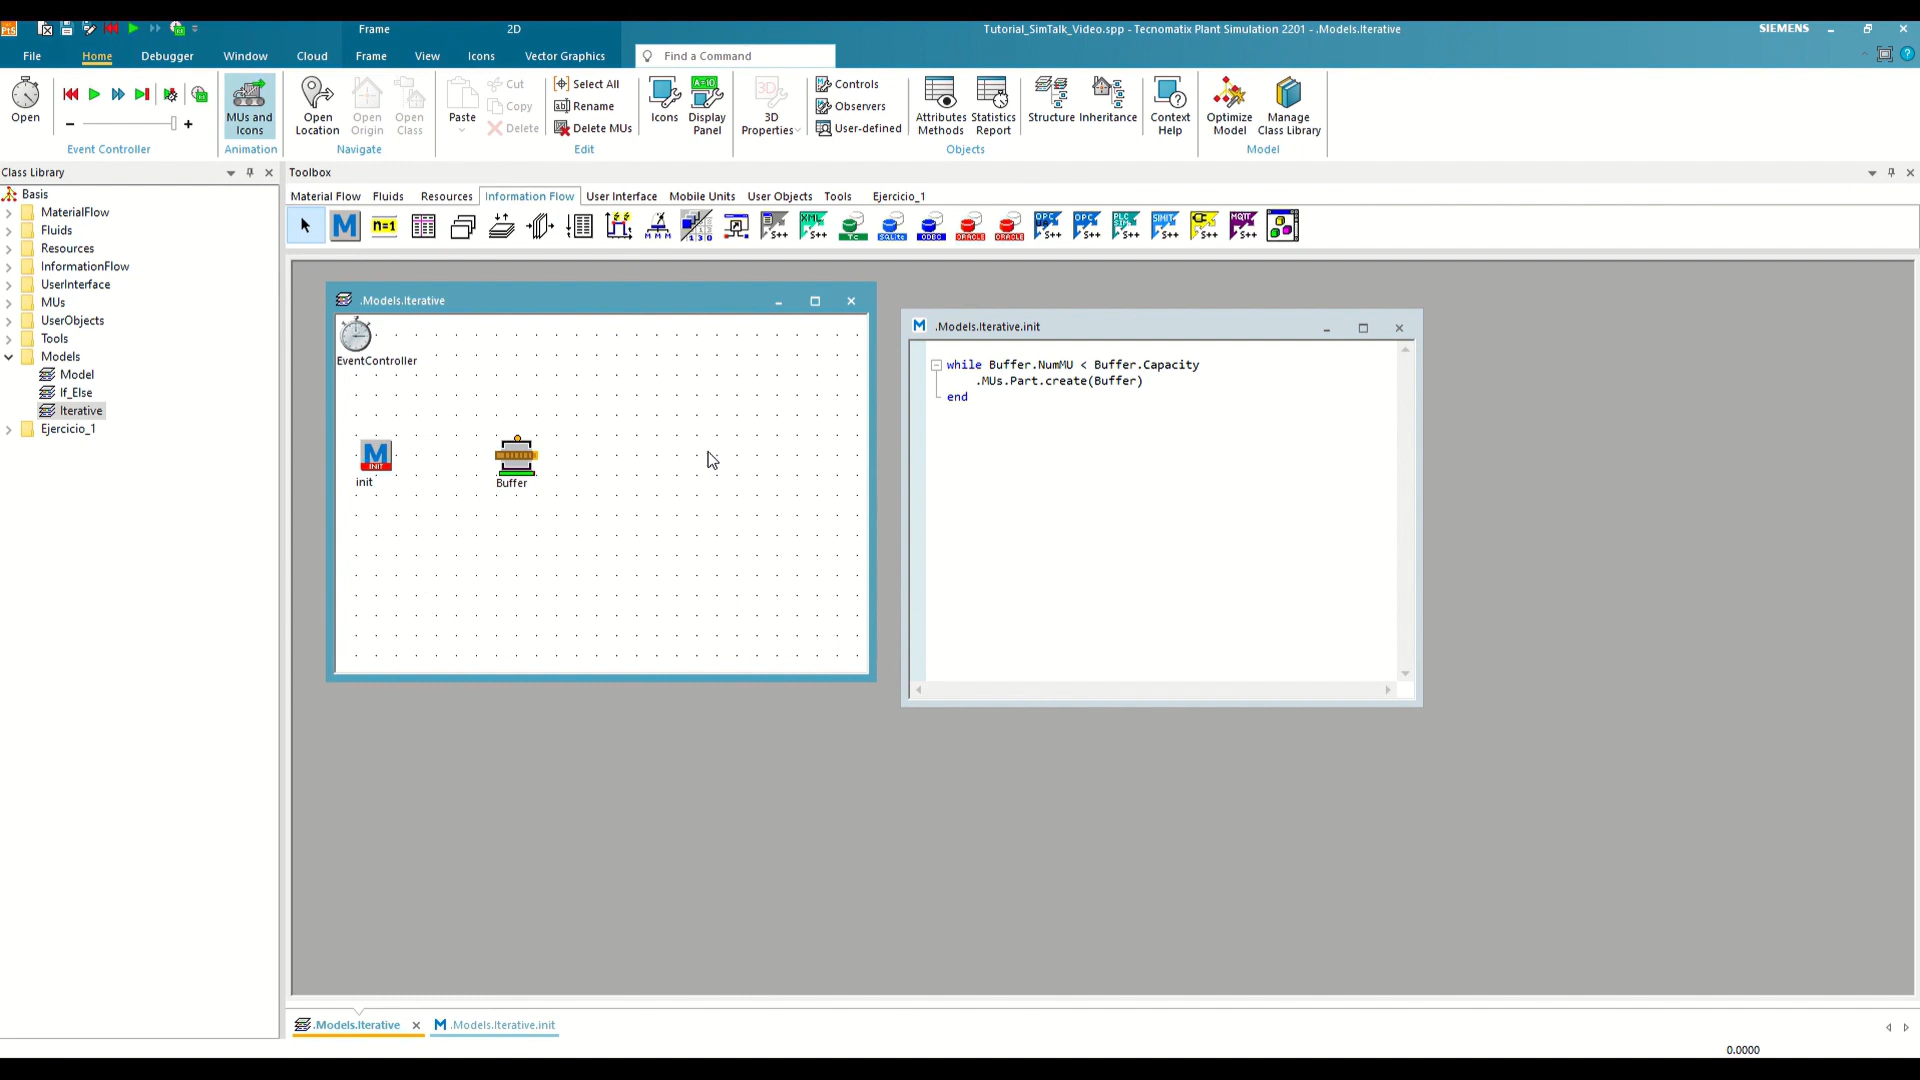 Frame
2D
Tutorial_SimTalk_Video.spp - Tecnomatix Plant Simulation 2201 - .Models.Iterative
SIEMENS
File Home Debugger Window Cloud Frame View Icons Vector Graphics Find a Command
Open
Event Controller
MUs and Icons
Animation
Open Location
Open Origin
Open Class
Navigate
Paste
Cut
Copy
Delete
Select All
Rename
Delete MUs
Edit
Icons
Display Panel
3D Properties
Controls
Observers
User-defined
Attributes Methods
Statistics Report
Structure
Inheritance
Objects
Context Help
Optimize Model
Manage Class Library
Model
Class Library
Basis
MaterialFlow
Fluids
Resources
InformationFlow
UserInterface
MUs
UserObjects
Tools
Models
Model
If_Else
Iterative
Ejercicio_1
Toolbox
Material Flow Fluids Resources Information Flow User Interface Mobile Units User Objects Tools Ejercicio_1
.Models.Iterative
EventController
M
INIT
init
Buffer
.Models.Iterative.init
while Buffer.NumMU < Buffer.Capacity
.MUs.Part.create(Buffer)
end
.Models.Iterative
.Models.Iterative.init
0.0000